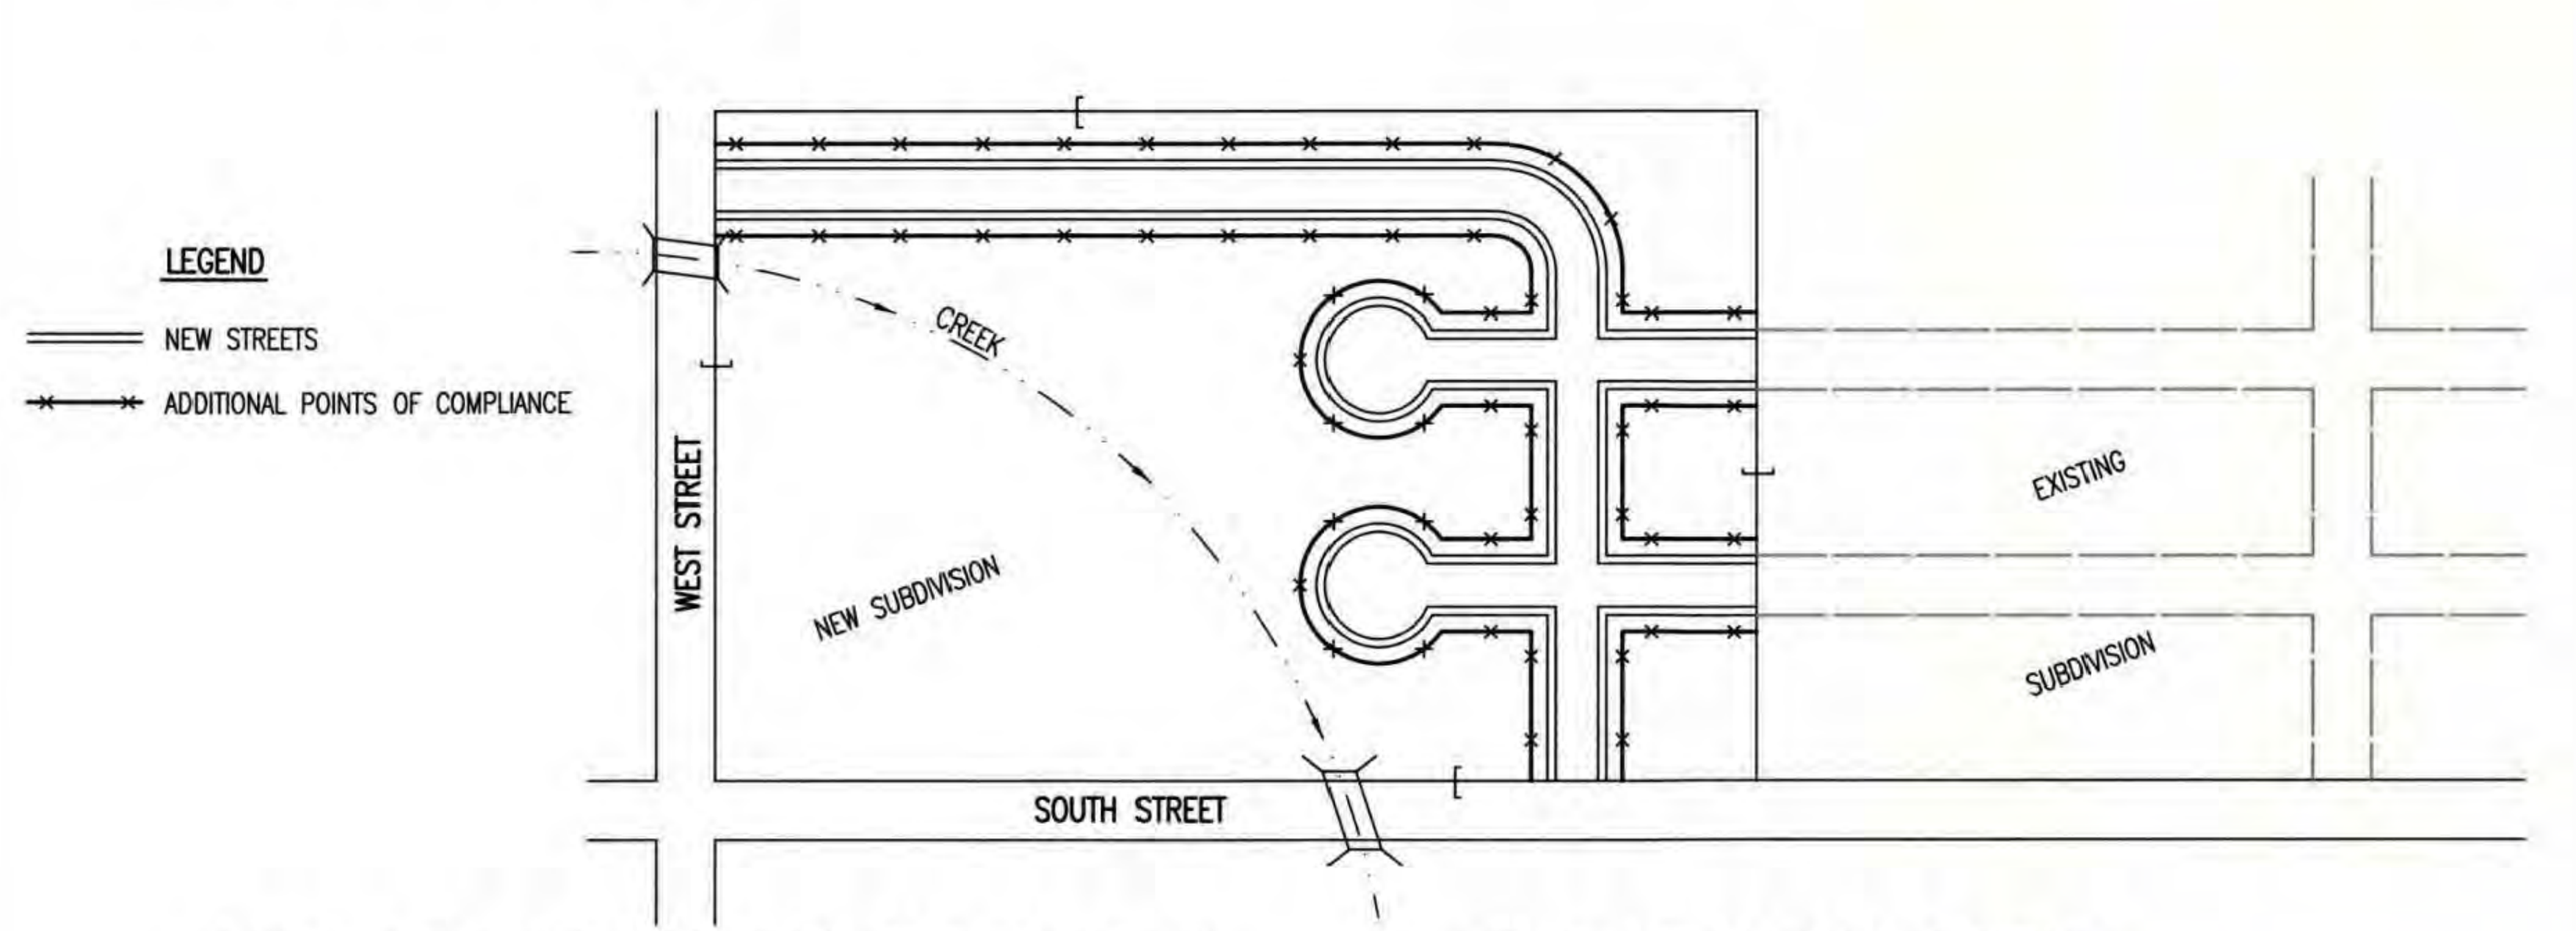 LEGEND
NEW STREETS
ADDITIONAL POINTS OF COMPLIANCE
WEST STREET
CREEK
NEW SUBDIVISION
SOUTH STREET
EXISTING
SUBDIVISION